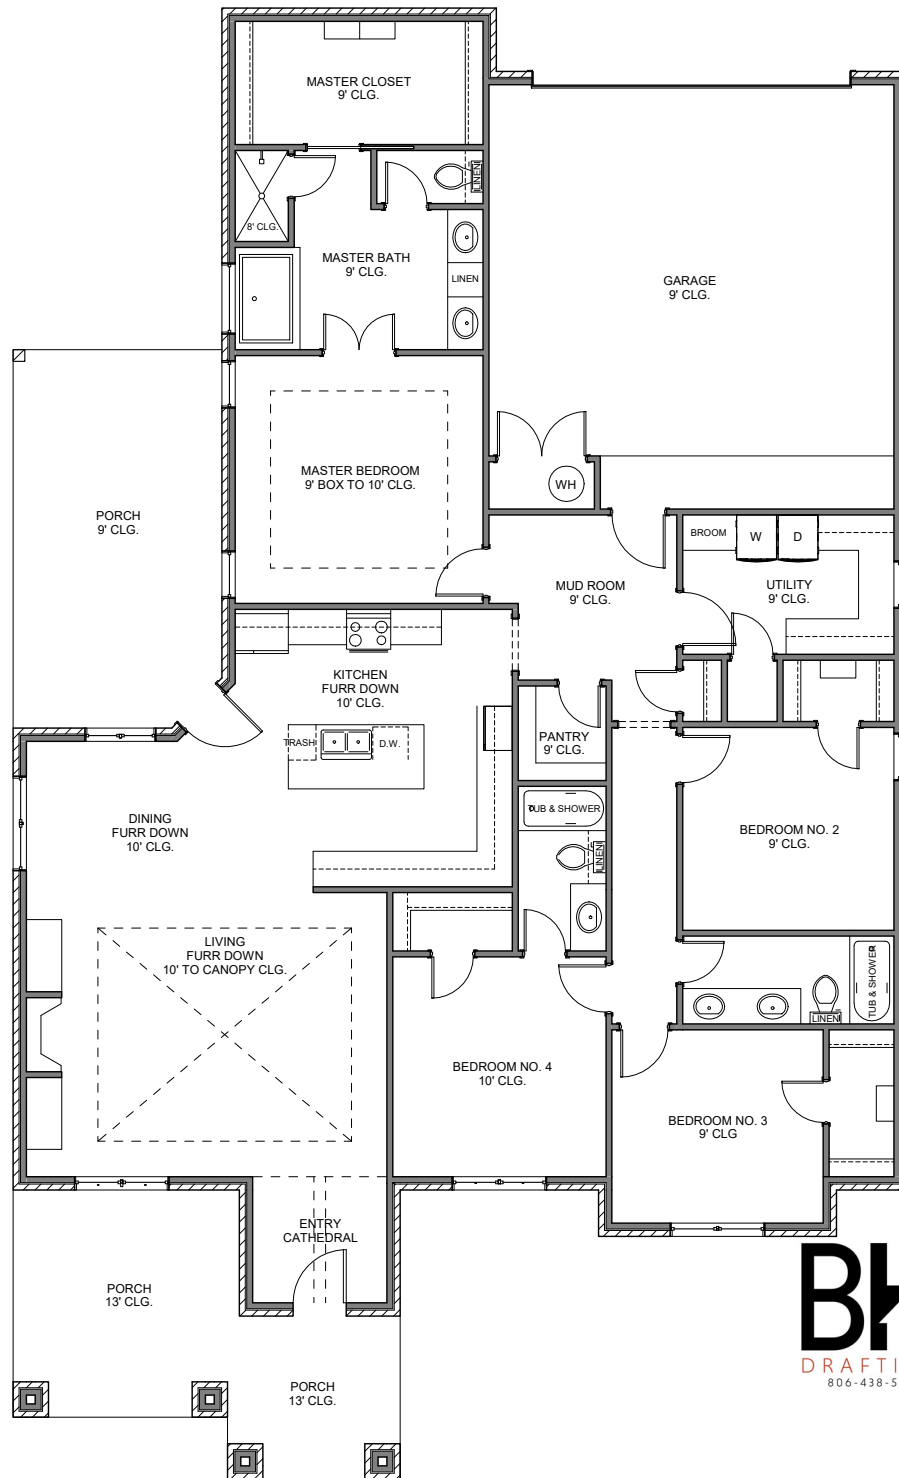 MASTER CLOSET
9' CLG.
LINEN
8' CLG.
MASTER BATH
9' CLG.
LINEN
GARAGE
9' CLG.
MASTER BEDROOM
9' BOX TO 10' CLG.
WH
PORCH
9' CLG.
BROOM
W
D
MUD ROOM
9' CLG.
UTILITY
9' CLG.
KITCHEN
FURR DOWN
10' CLG.
TRASH
D.W.
PANTRY
9' CLG.
TUB & SHOWER
DINING
FURR DOWN
10' CLG.
BEDROOM NO. 2
9' CLG.
LINEN
LIVING
FURR DOWN
10' TO CANOPY CLG.
TUB & SHOWER
LINEN
BEDROOM NO. 4
10' CLG.
BEDROOM NO. 3
9' CLG
ENTRY
CATHEDRAL
PORCH
13' CLG.
PORCH
13' CLG.
DRAFTI
806-438-5